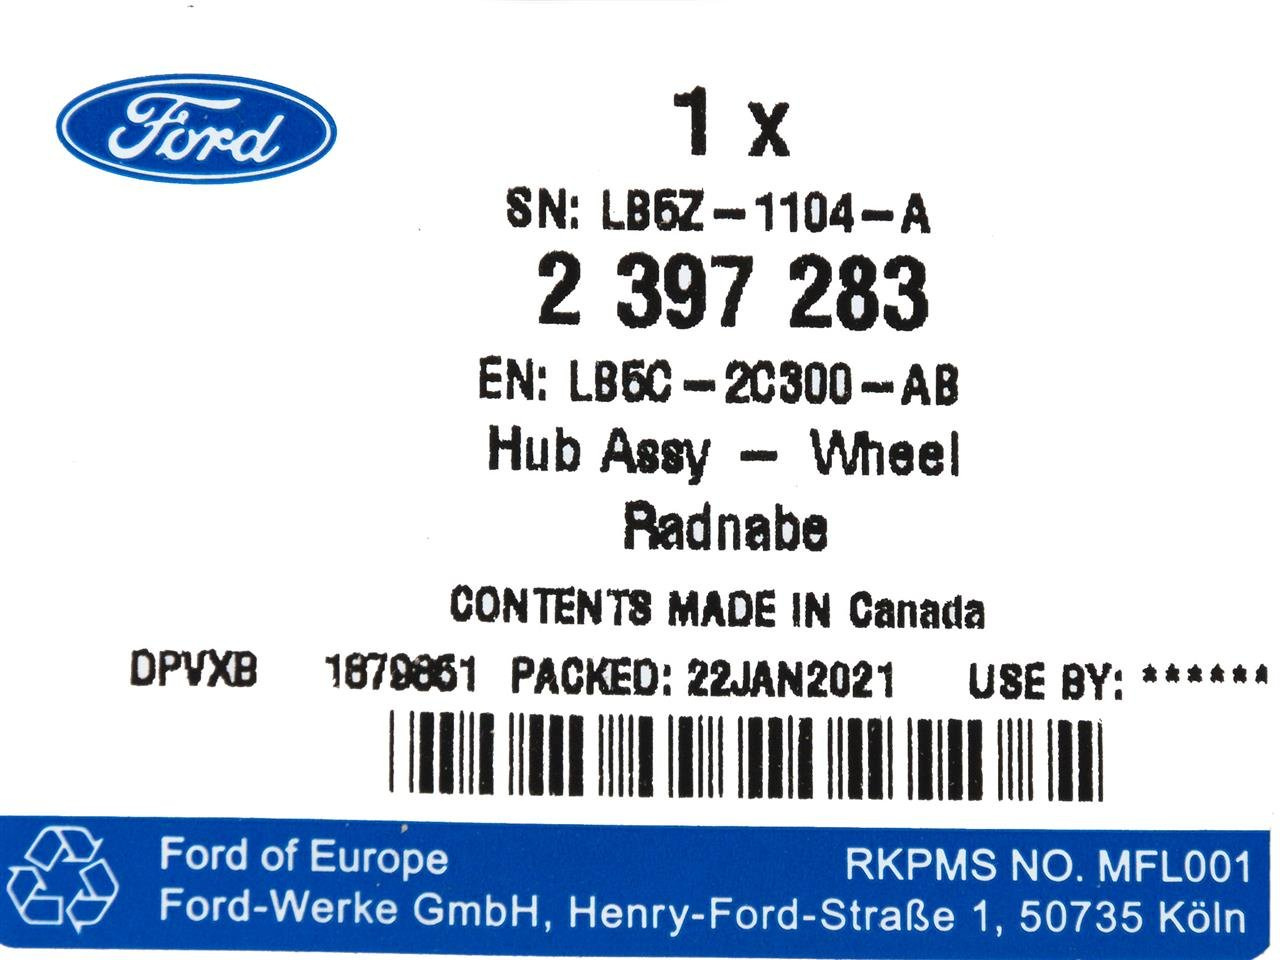 Ford
1 x
SN: LB5Z-1104-A
2 397 283
EN: LB5C-2C300-AB
Hub Assy - Wheel
Radnabe
CONTENTS MADE IN Canada
DPVXB 1879851 PACKED: 22JAN2021 USE BY: ******
Ford of Europe RKPMS NO. MFL001
Ford-Werke GmbH, Henry-Ford-Straße 1, 50735 Köln